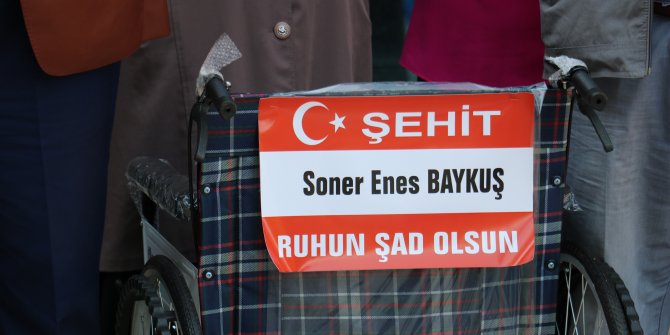 ŞEHİT
Soner Enes BAYKUŞ
RUHUN ŞAD OLSUN